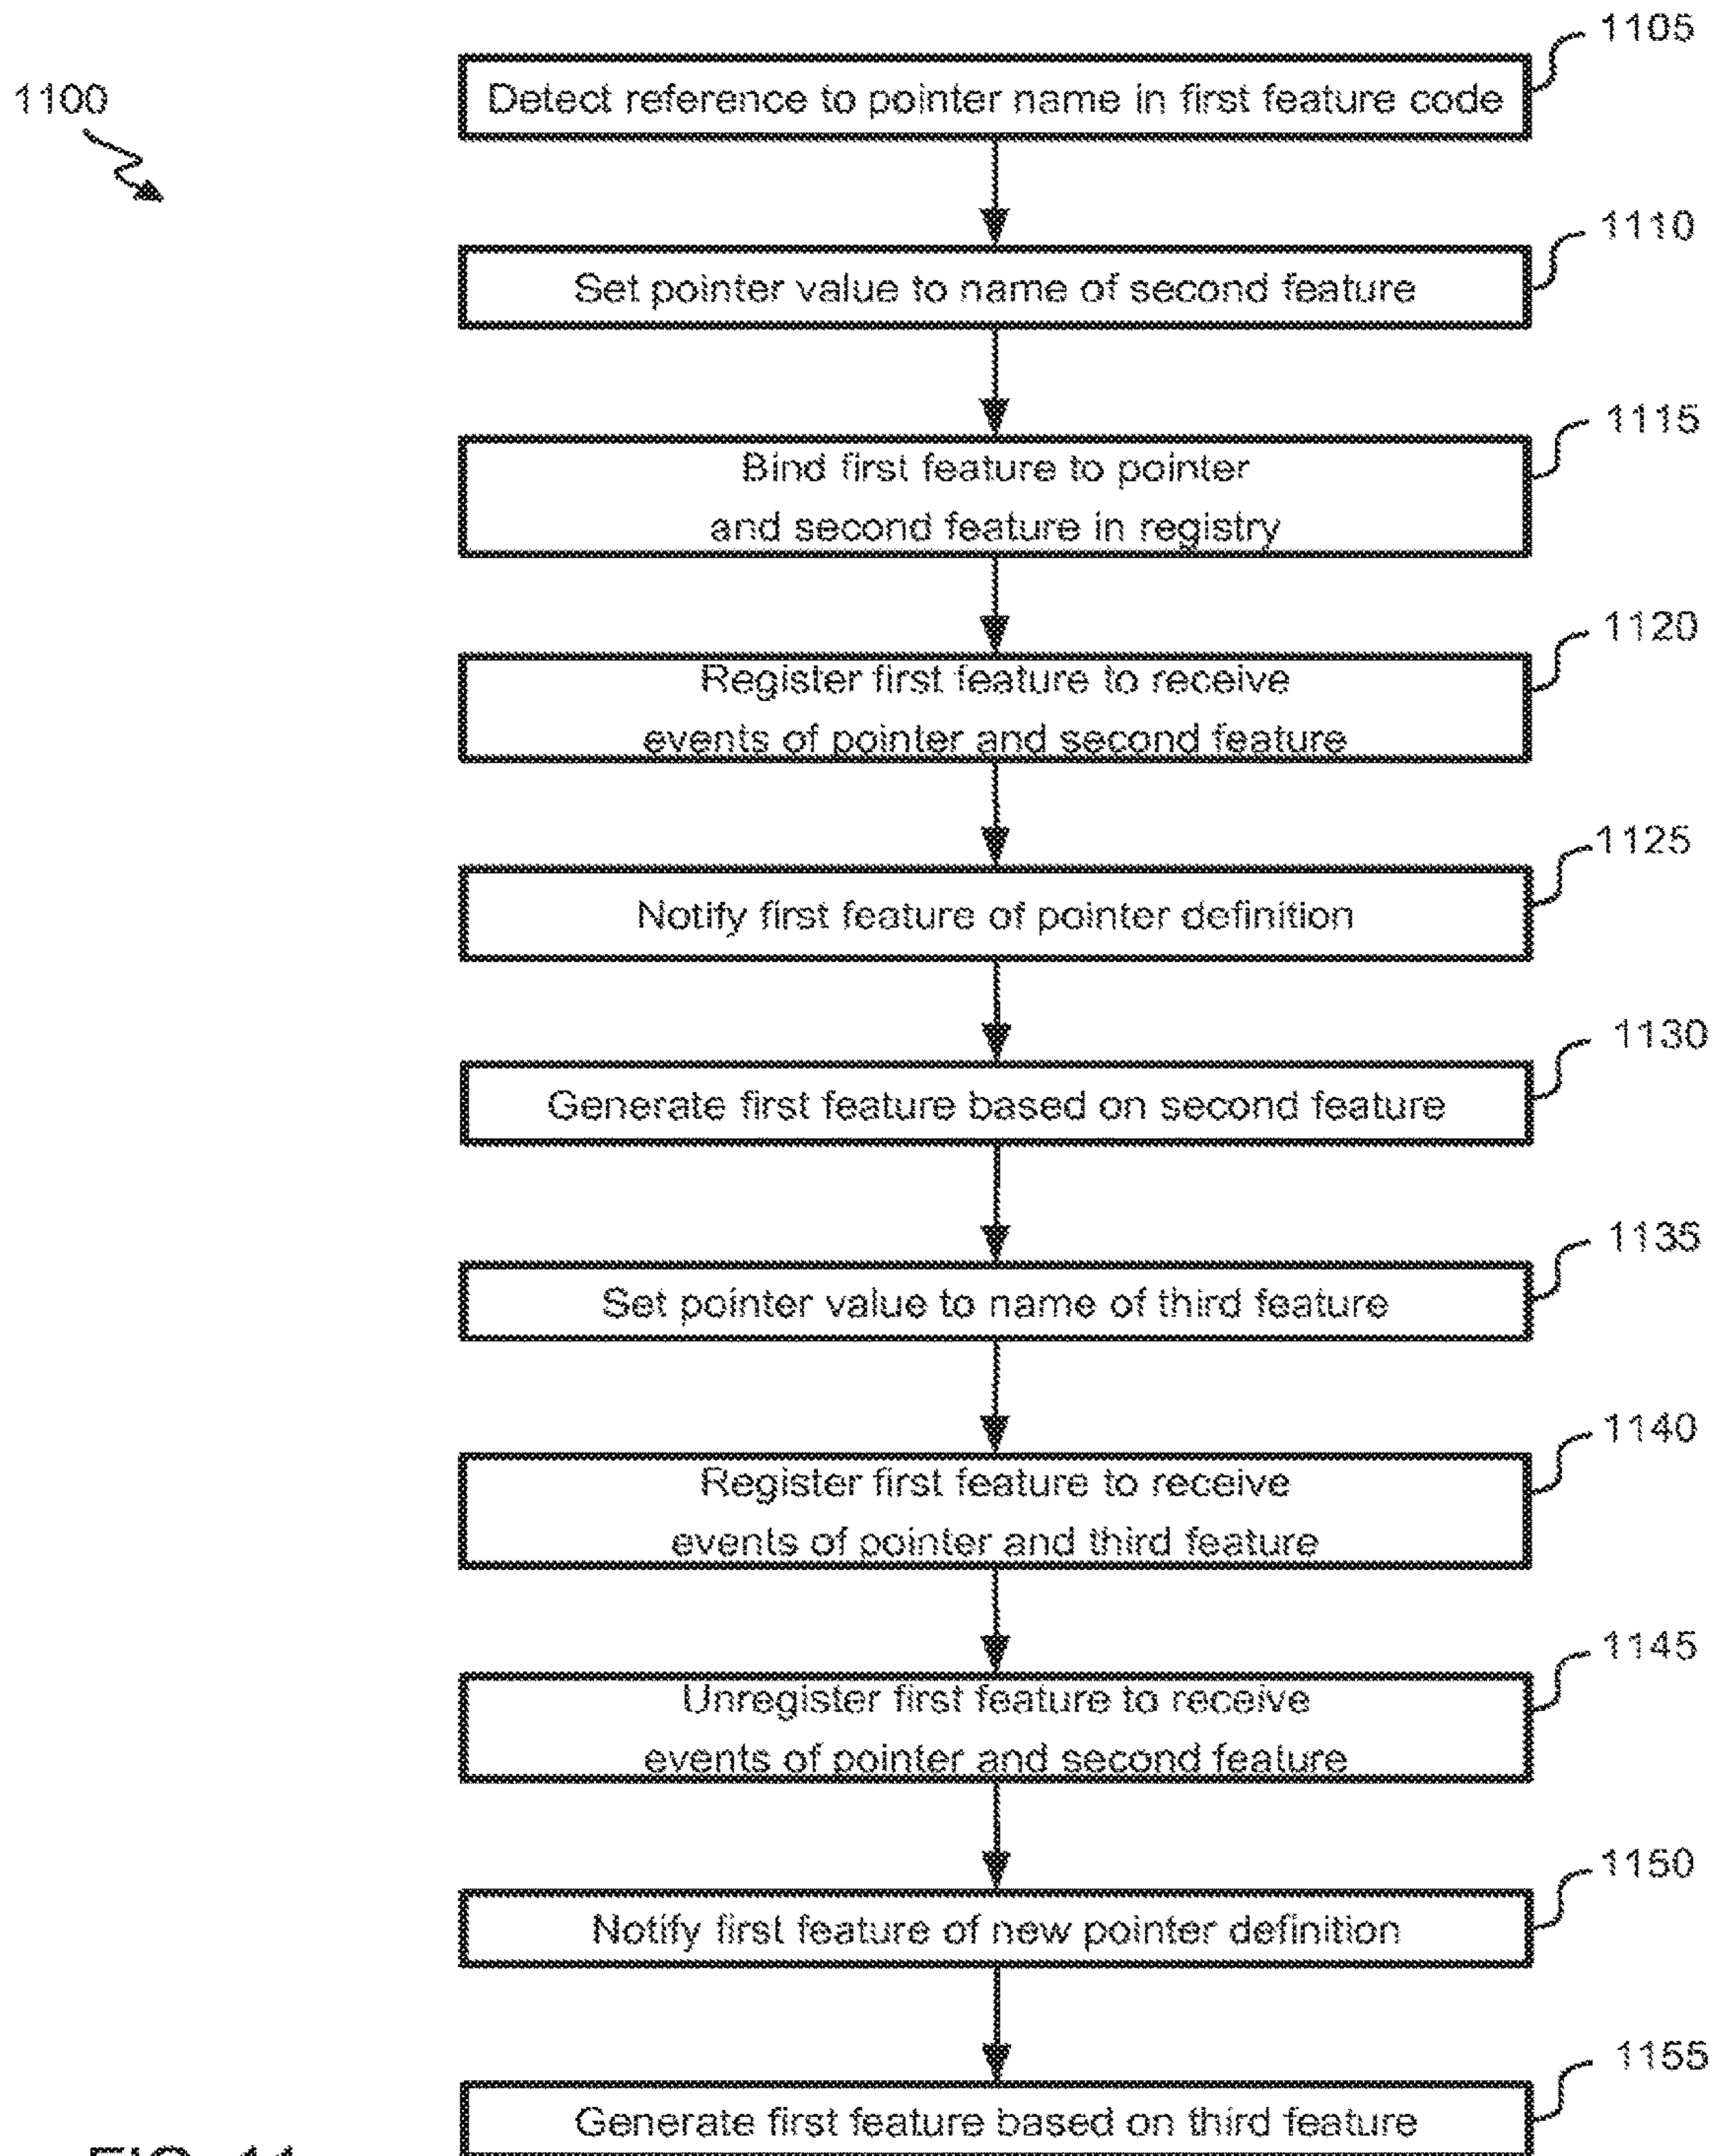 1100
1105
Detect reference to pointer name in first feature code
1110
Set pointer value to name of second feature
1115
Bind first feature to pointer
and second feature in registry
1120
Register first feature to receive
events of pointer and second feature
1125
Notify first feature of pointer definition
1130
Generate first feature based on second feature
1135
Set pointer value to name of third feature
1140
Register first feature to receive
events of pointer and third feature
1145
Unregister first feature to receive
events of pointer and second feature
1150
Notify first feature of new pointer definition
1155
Generate first feature based on third feature